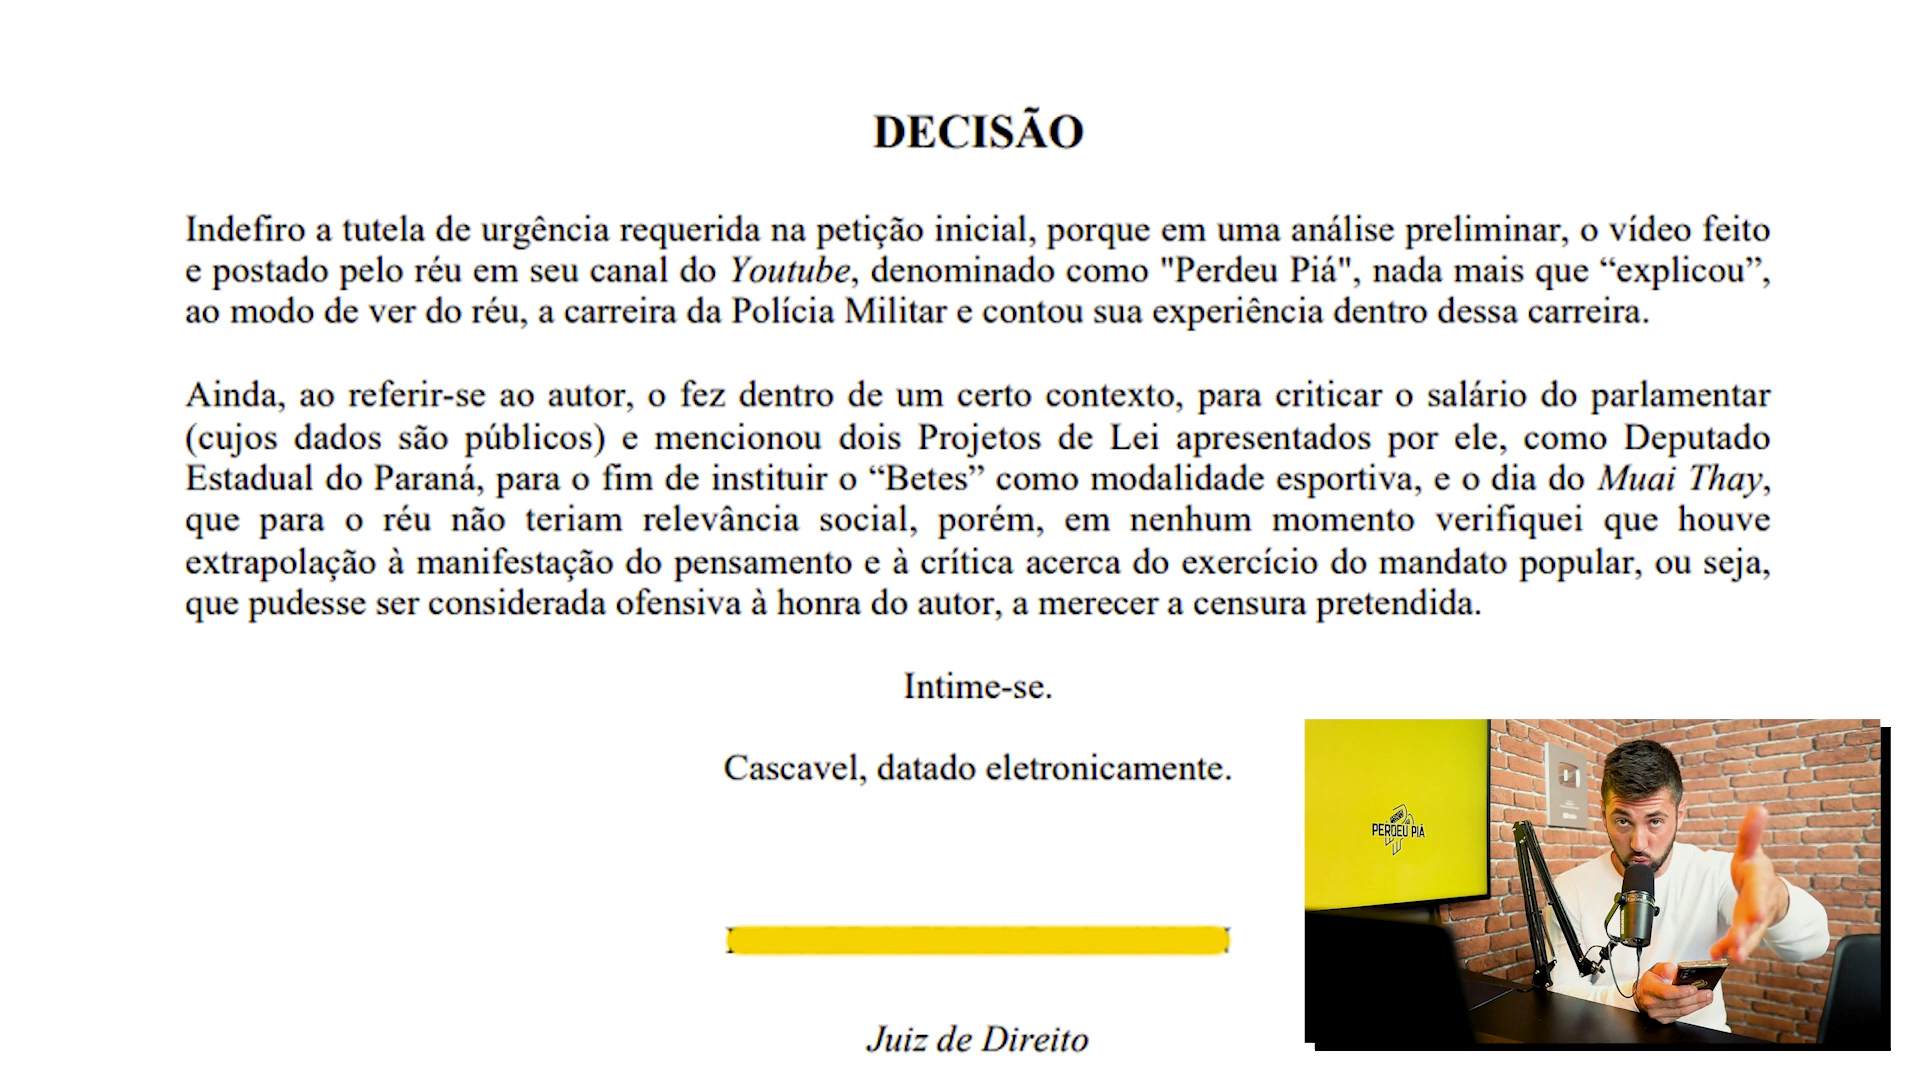 DECISÃO
Indefiro a tutela de urgência requerida na petição inicial, porque em uma análise preliminar, o vídeo feito
e postado pelo réu em seu canal do Youtube, denominado como "Perdeu Piá", nada mais que “explicou”,
ao modo de ver do réu, a carreira da Polícia Militar e contou sua experiência dentro dessa carreira.
Ainda, ao referir-se ao autor, o fez dentro de um certo contexto, para criticar o salário do parlamentar
(cujos dados são públicos) e mencionou dois Projetos de Lei apresentados por ele, como Deputado
Estadual do Paraná, para o fim de instituir o “Betes” como modalidade esportiva, e o dia do Muai Thay,
que para o réu não teriam relevância social, porém, em nenhum momento verifiquei que houve
extrapolação à manifestação do pensamento e à crítica acerca do exercício do mandato popular, ou seja,
que pudesse ser considerada ofensiva à honra do autor, a merecer a censura pretendida.
Intime-se.
Cascavel, datado eletronicamente.
Juiz de Direito
PERDEU PIÁ